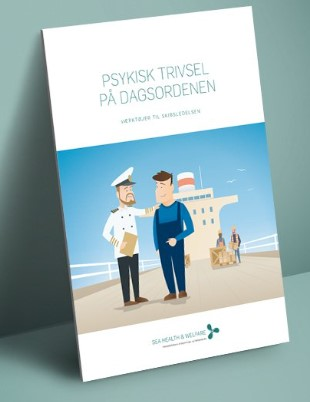 PSYKISK TRIVSEL
PÅ DAGSORDENEN
VÆRKTØJER TIL SKIBSLEDELSEN
SEA HEALTH & WELFARE